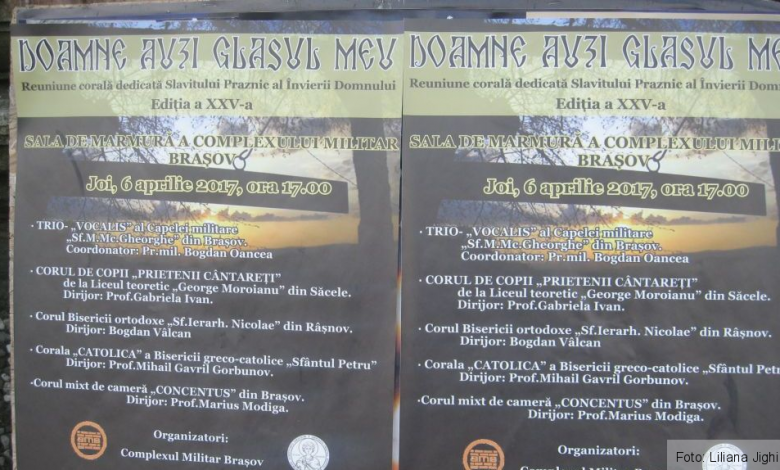 DOAMNE AUZI GLASUL MEU
Reuniune corală dedicată Slavitului Praznic al Învierii Domnului
Ediția a XXV-a
SALA DE MARMURĂ A COMPLEXULUI MILITAR
BRAȘOV
Joi, 6 aprilie 2017, ora 17.00
· TRIO- „VOCALIS” al Capelei militare
„Sf.M.Mc.Gheorghe” din Brașov.
Coordonator: Pr.mil. Bogdan Oancea
· CORUL DE COPII „PRIETENII CÂNTAREȚI”
de la Liceul teoretic „George Moroianu” din Săcele.
Dirijor: Prof.Gabriela Ivan.
· Corul Bisericii ortodoxe „Sf.Ierarh. Nicolae” din Râșnov.
Dirijor: Bogdan Vâlcan
· Corala „CATOLICA” a Bisericii greco-catolice „Sfântul Petru”
Dirijor: Prof.Mihail Gavril Gorbunov.
·Corul mixt de cameră „CONCENTUS” din Brașov.
Dirijor: Prof.Marius Modiga.
Organizatori:
Complexul Militar Brașov
DOAMNE AUZI GLASUL ME
Reuniune corală dedicată Slavitului Praznic al Învierii Domni
Ediția a XXV-a
SALA DE MARMURĂ A COMPLEXULUI MILI
BRAȘOV
Joi, 6 aprilie 2017, ora 17.00
· TRIO- „VOCALIS” al Capelei militare
„Sf.M.Mc.Gheorghe” din Brașov.
Coordonator: Pr.mil. Bogdan Oancea
· CORUL DE COPII „PRIETENII CÂNTAREȚI”
de la Liceul teoretic „George Moroianu” din Săcele.
Dirijor: Prof.Gabriela Ivan.
· Corul Bisericii ortodoxe „Sf.Ierarh. Nicolae” din Râșnov.
Dirijor: Bogdan Vâlcan
· Corala „CATOLICA” a Bisericii greco-catolice „Sfântul Petr
Dirijor: Prof.Mihail Gavril Gorbunov.
·Corul mixt de cameră „CONCENTUS” din Brașov.
Dirijor: Prof.Marius Modiga.
Organizatori:
Foto: Liliana Jighi